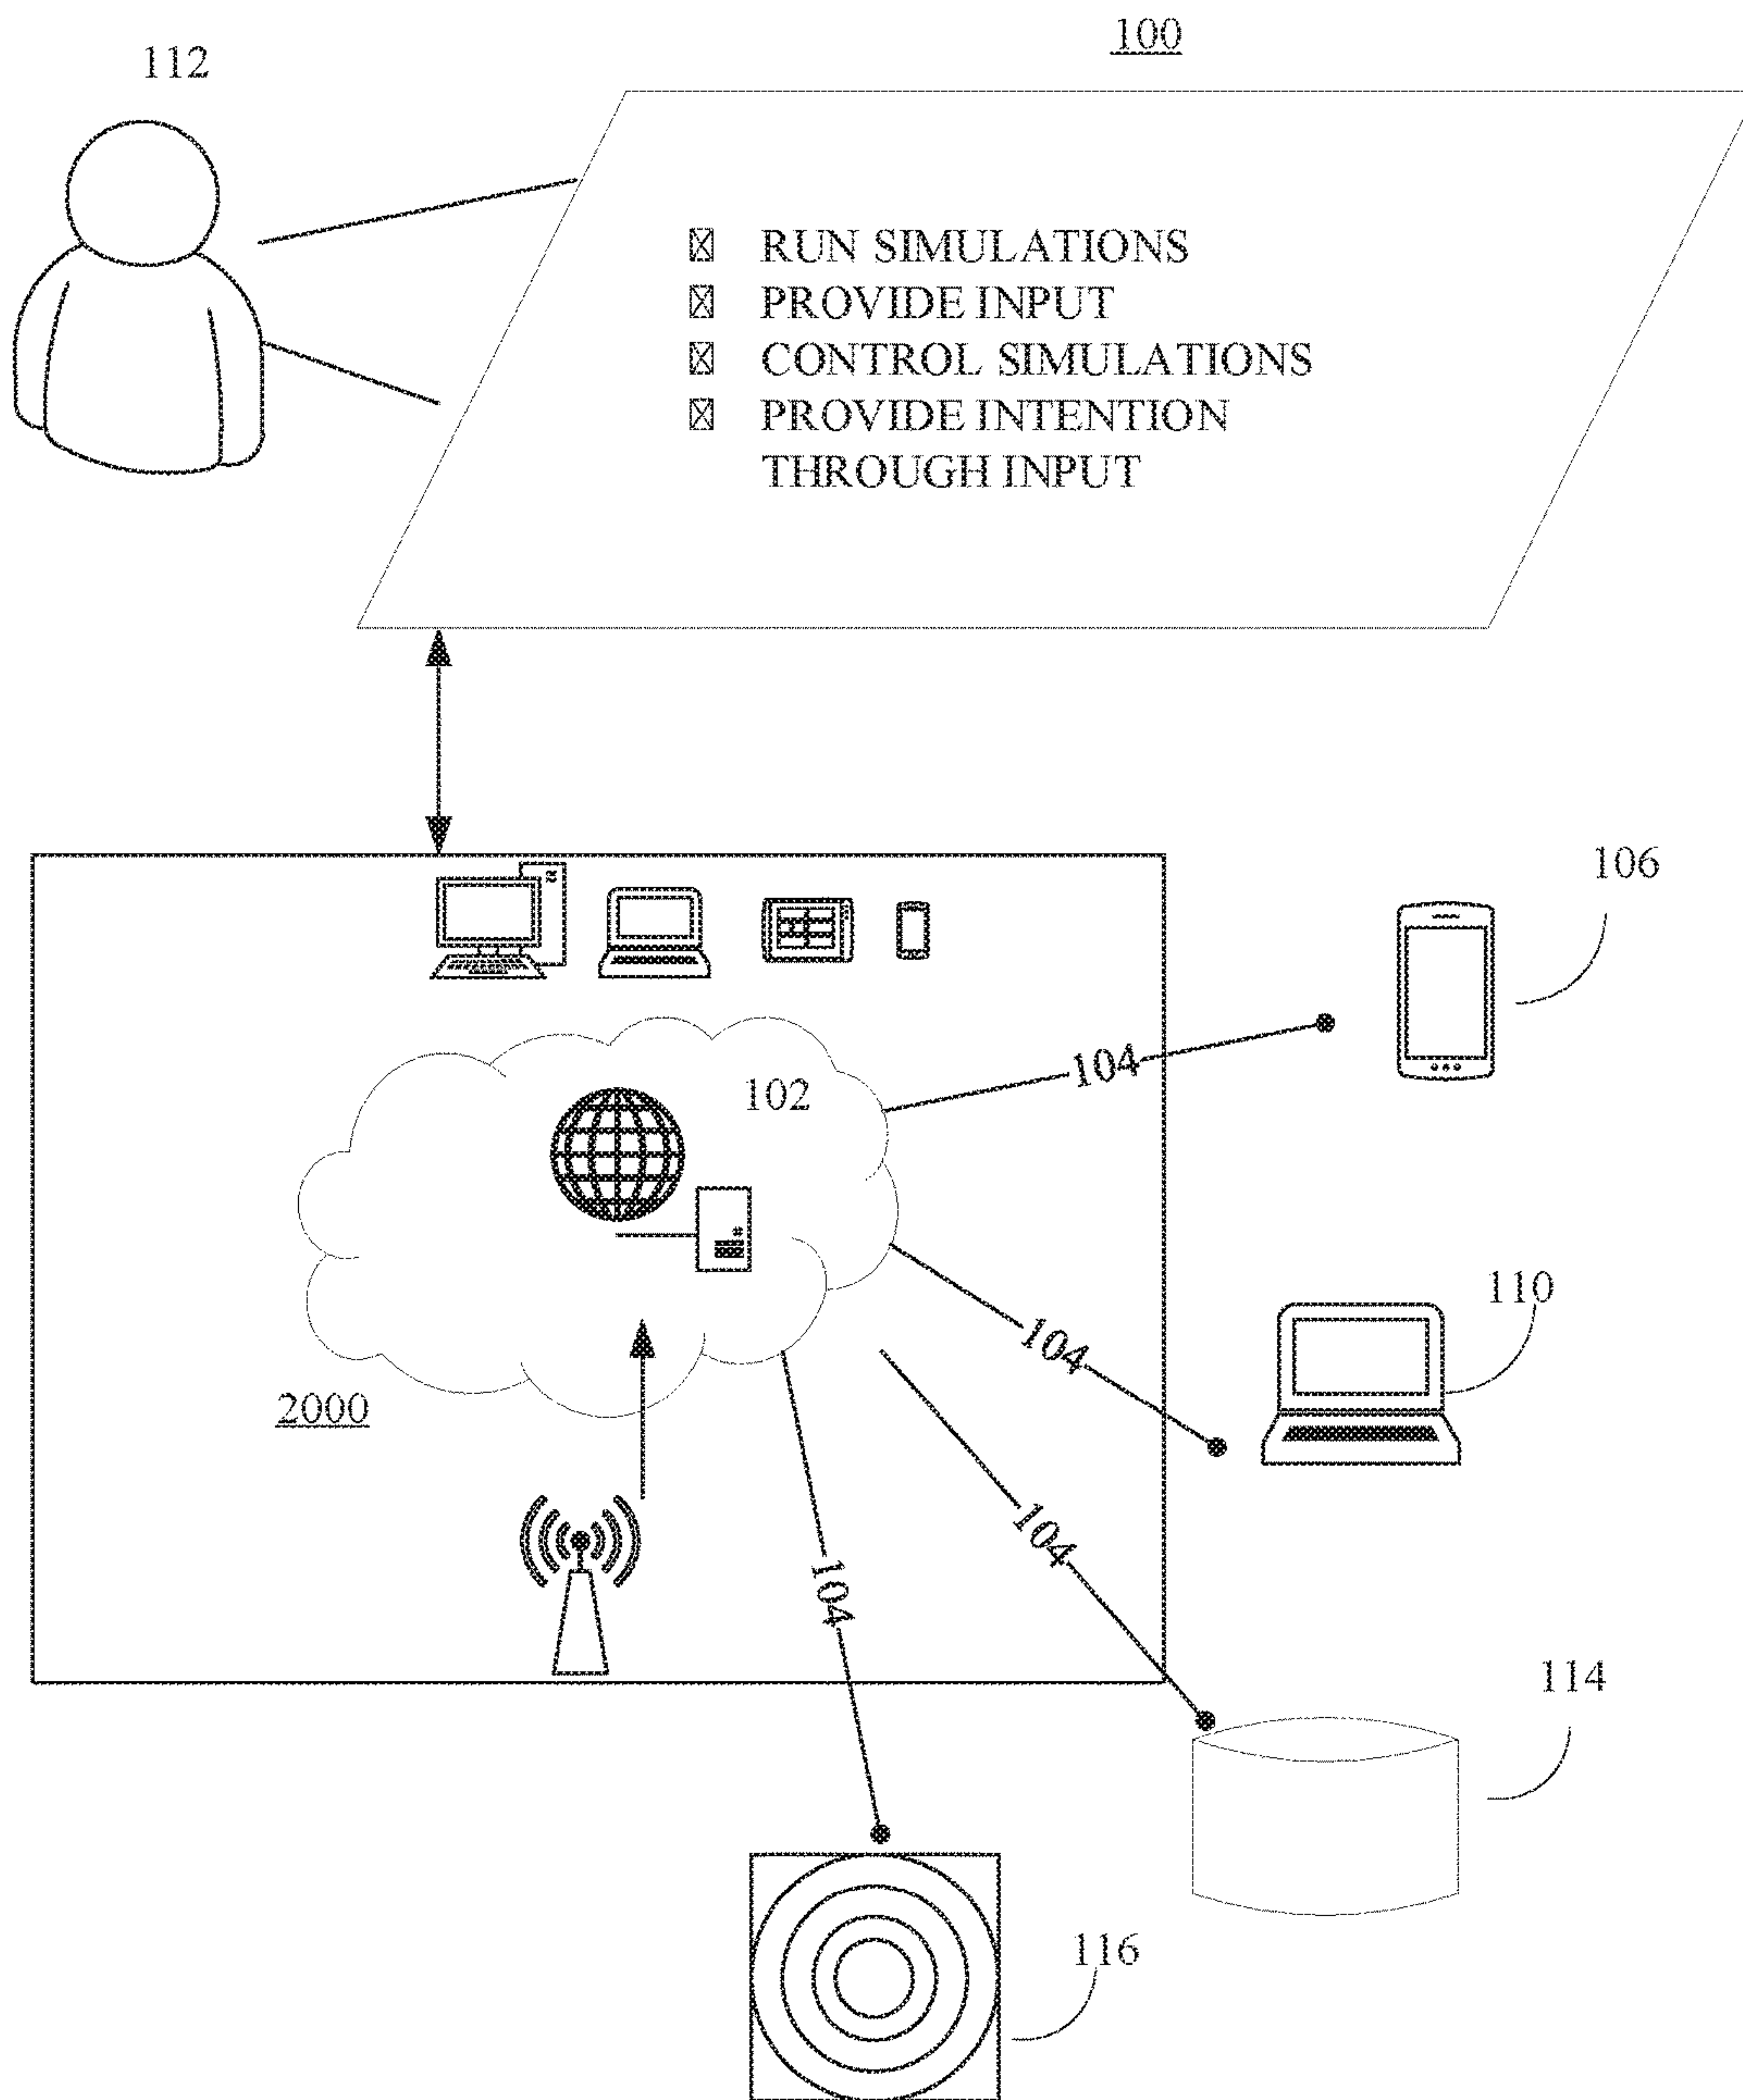 100
112
☒ RUN SIMULATIONS
☒ PROVIDE INPUT
☒ CONTROL SIMULATIONS
☒ PROVIDE INTENTION
THROUGH INPUT
106
104
102
110
104
2000
104
104
114
116